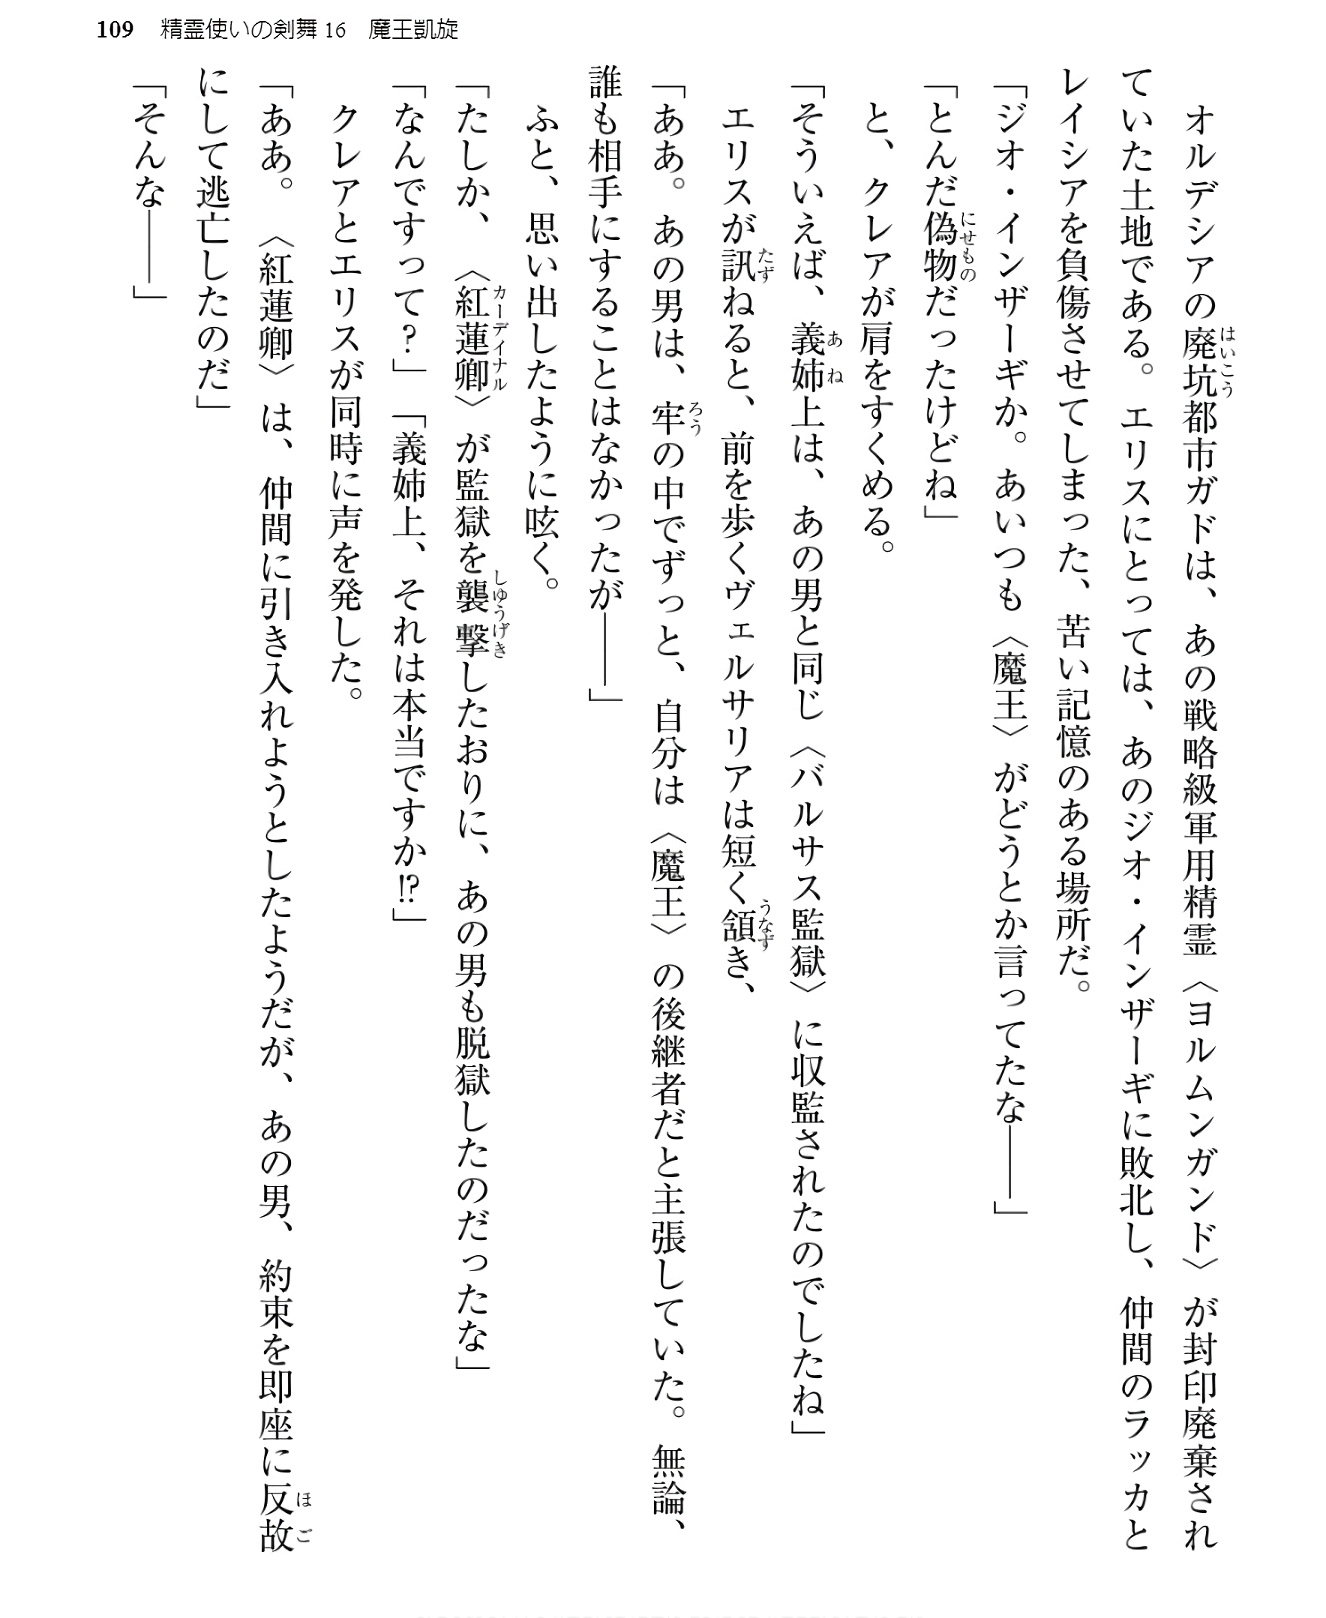 109　精霊使いの剣舞 16　魔王凱旋
　オルデシアの廃坑都市ガドは、あの戦略級軍用精霊〈ヨルムンガンド〉が封印廃棄され
ていた土地である。エリスにとっては、あのジオ・インザーギに敗北し、仲間のラッカと
レイシアを負傷させてしまった、苦い記憶のある場所だ。
「ジオ・インザーギか。あいつも〈魔王〉がどうとか言ってたな――」
「とんだ偽物だったけどね」
　と、クレアが肩をすくめる。
「そういえば、義姉上は、あの男と同じ〈バルサス監獄〉に収監されたのでしたね」
　エリスが訊ねると、前を歩くヴェルサリアは短く頷き、
「ああ。あの男は、牢の中でずっと、自分は〈魔王〉の後継者だと主張していた。無論、
誰も相手にすることはなかったが――」
　ふと、思い出したように呟く。
「たしか、〈紅蓮卿〉が監獄を襲撃したおりに、あの男も脱獄したのだったな」
「なんですって？」「義姉上、それは本当ですか!?」
　クレアとエリスが同時に声を発した。
「ああ。〈紅蓮卿〉は、仲間に引き入れようとしたようだが、あの男、約束を即座に反故
にして逃亡したのだ」
「そんな――」